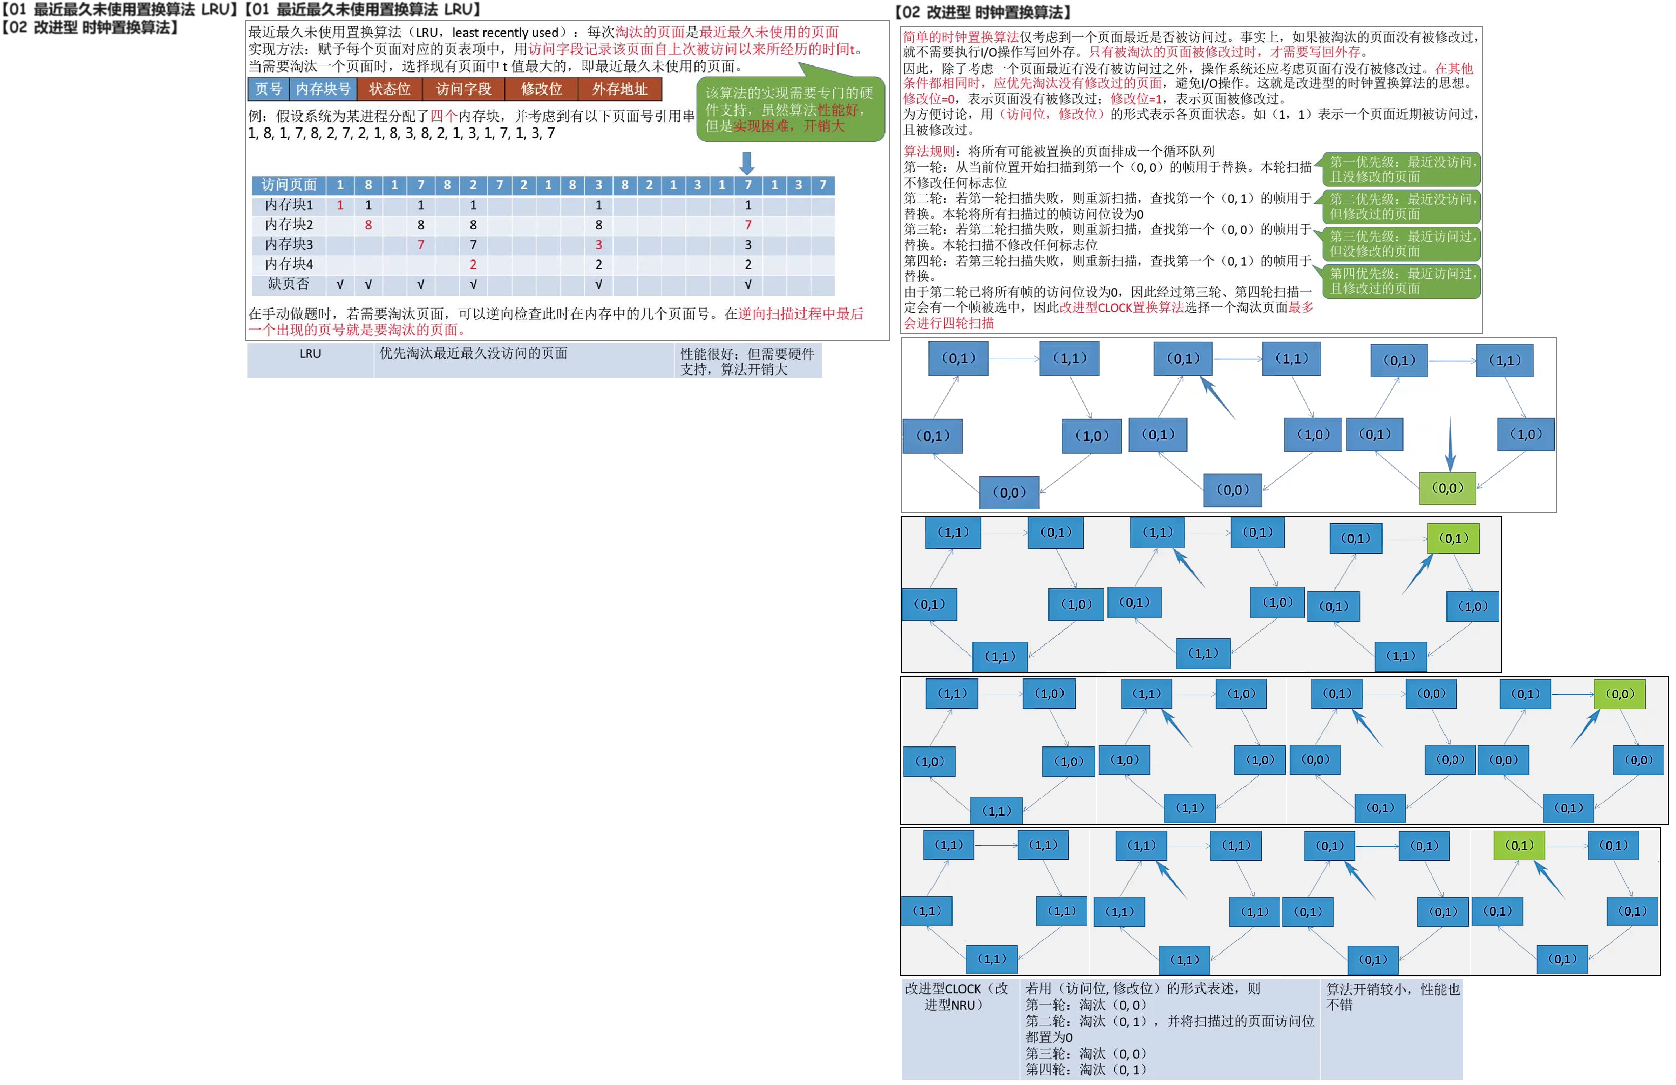 【01 最近最久未使用置换算法 LRU】
【02 改进型 时钟置换算法】
【01 最近最久未使用置换算法 LRU】
最近最久未使用置换算法（LRU，least recently used）：每次淘汰的页面是最近最久未使用的页面
实现方法：赋予每个页面对应的页表项中，用访问字段记录该页面自上次被访问以来所经历的时间t。
当需要淘汰一个页面时，选择现有页面中 t 值最大的，即最近最久未使用的页面。
页号 内存块号 状态位 访问字段 修改位 外存地址
该算法的实现需要专门的硬
件支持，虽然算法性能好，
但是实现困难，开销大
例：假设系统为某进程分配了四个内存块，并考虑到有以下页面号引用串
1, 8, 1, 7, 8, 2, 7, 2, 1, 8, 3, 8, 2, 1, 3, 1, 7, 1, 3, 7
访问页面 1 8 1 7 8 2 7 2 1 8 3 8 2 1 3 1 7 1 3 7
内存块1 1 1 1 1 1 1
内存块2 8 8 8 8 7
内存块3 7 7 3 3
内存块4 2 2 2
缺页否 √ √ √ √ √ √
在手动做题时，若需要淘汰页面，可以逆向检查此时在内存中的几个页面号。在逆向扫描过程中最后
一个出现的页号就是要淘汰的页面。
LRU 优先淘汰最近最久没访问的页面 性能很好；但需要硬件
支持，算法开销大
【02 改进型 时钟置换算法】
简单的时钟置换算法仅考虑到一个页面最近是否被访问过。事实上，如果被淘汰的页面没有被修改过，
就不需要执行I/O操作写回外存。只有被淘汰的页面被修改过时，才需要写回外存。
因此，除了考虑一个页面最近有没有被访问过之外，操作系统还应考虑页面有没有被修改过。在其他
条件都相同时，应优先淘汰没有修改过的页面，避免I/O操作。这就是改进型的时钟置换算法的思想。
修改位=0，表示页面没有被修改过；修改位=1，表示页面被修改过。
为方便讨论，用（访问位，修改位）的形式表示各页面状态。如（1，1）表示一个页面近期被访问过，
且被修改过。
算法规则：将所有可能被置换的页面排成一个循环队列
第一轮：从当前位置开始扫描到第一个（0, 0）的帧用于替换。本轮扫描
不修改任何标志位
第二轮：若第一轮扫描失败，则重新扫描，查找第一个（0, 1）的帧用于
替换。本轮将所有扫描过的帧访问位设为0
第三轮：若第二轮扫描失败，则重新扫描，查找第一个（0, 0）的帧用于
替换。本轮扫描不修改任何标志位
第四轮：若第三轮扫描失败，则重新扫描，查找第一个（0, 1）的帧用于
替换。
由于第二轮已将所有帧的访问位设为0，因此经过第三轮、第四轮扫描一
定会有一个帧被选中，因此改进型CLOCK置换算法选择一个淘汰页面最多
会进行四轮扫描
第一优先级：最近没访问，
且没修改的页面
第二优先级：最近没访问，
但修改过的页面
第三优先级：最近访问过，
但没修改的页面
第四优先级：最近访问过，
且修改过的页面
（0,1） （1,1） （0,1） （1,1） （0,1） （1,1）
（0,1） （1,0） （0,1） （1,0） （0,1） （1,0）
（0,0） （0,0） （0,0）
（1,1） （0,1） （1,1） （0,1） （0,1） （0,1）
（0,1） （1,0） （0,1） （1,0） （0,1） （1,0）
（1,1） （1,1） （1,1）
（1,1） （1,0） （1,1） （1,0） （0,1） （0,0） （0,1） （0,0）
（1,0） （1,0） （1,0） （1,0） （0,0） （0,0） （0,0） （0,0）
（1,1） （1,1） （0,1） （0,1）
（1,1） （1,1） （1,1） （1,1） （0,1） （0,1） （0,1） （0,1）
（1,1） （1,1） （1,1） （1,1） （0,1） （0,1） （0,1） （0,1）
（1,1） （1,1） （0,1） （0,1）
改进型CLOCK（改
进型NRU）
若用（访问位, 修改位）的形式表述，则
第一轮：淘汰（0, 0）
第二轮：淘汰（0, 1），并将扫描过的页面访问位
都置为0
第三轮：淘汰（0, 0）
第四轮：淘汰（0, 1）
算法开销较小，性能也
不错